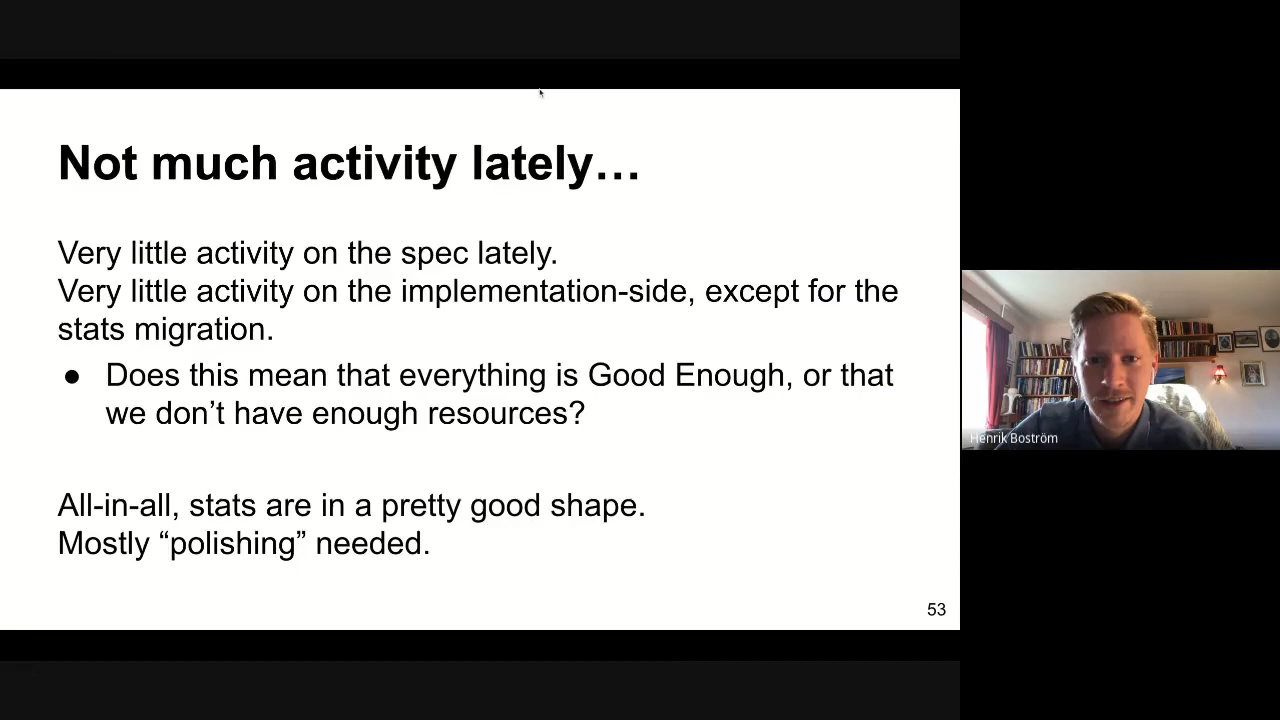 Not much activity lately…
Very little activity on the spec lately.
Very little activity on the implementation-side, except for the
stats migration.
● Does this mean that everything is Good Enough, or that
we don’t have enough resources?
All-in-all, stats are in a pretty good shape.
Mostly “polishing” needed.
53
Henrik Boström